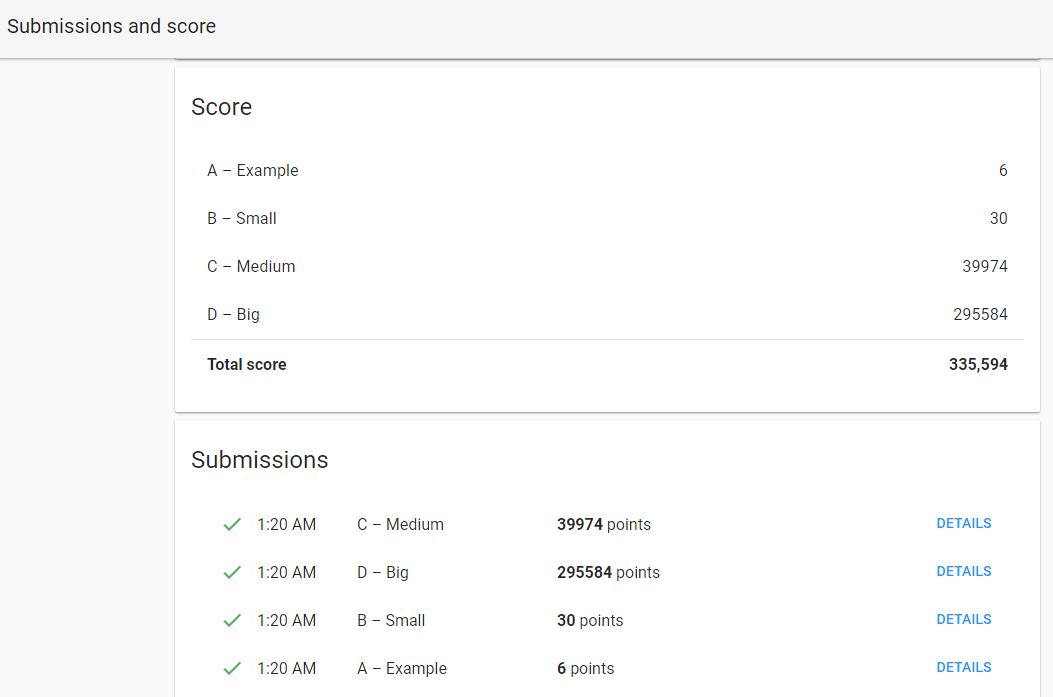 Submissions and score
Score
A – Example 6
B – Small 30
C – Medium 39974
D – Big 295584
Total score 335,594
Submissions
1:20 AM C – Medium 39974 points DETAILS
1:20 AM D – Big 295584 points DETAILS
1:20 AM B – Small 30 points DETAILS
1:20 AM A – Example 6 points DETAILS